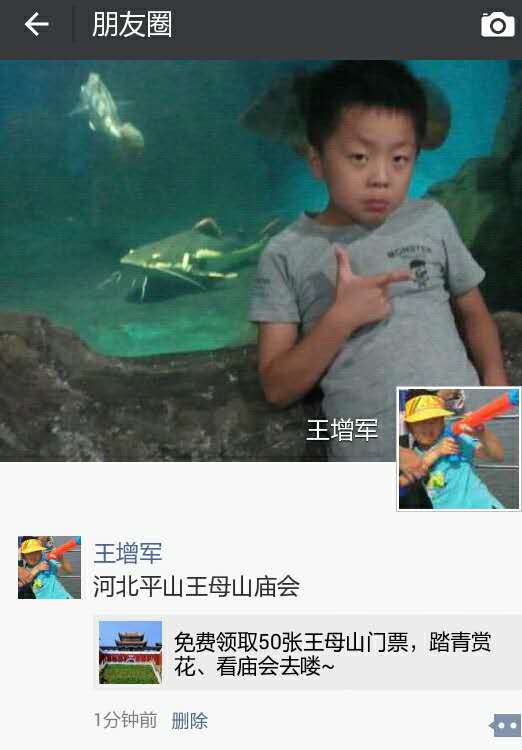 朋友圈
MONSTER
王增军
王增军
河北平山王母山庙会
免费领取50张王母山门票，踏青赏
花、看庙会去喽~
1分钟前 删除